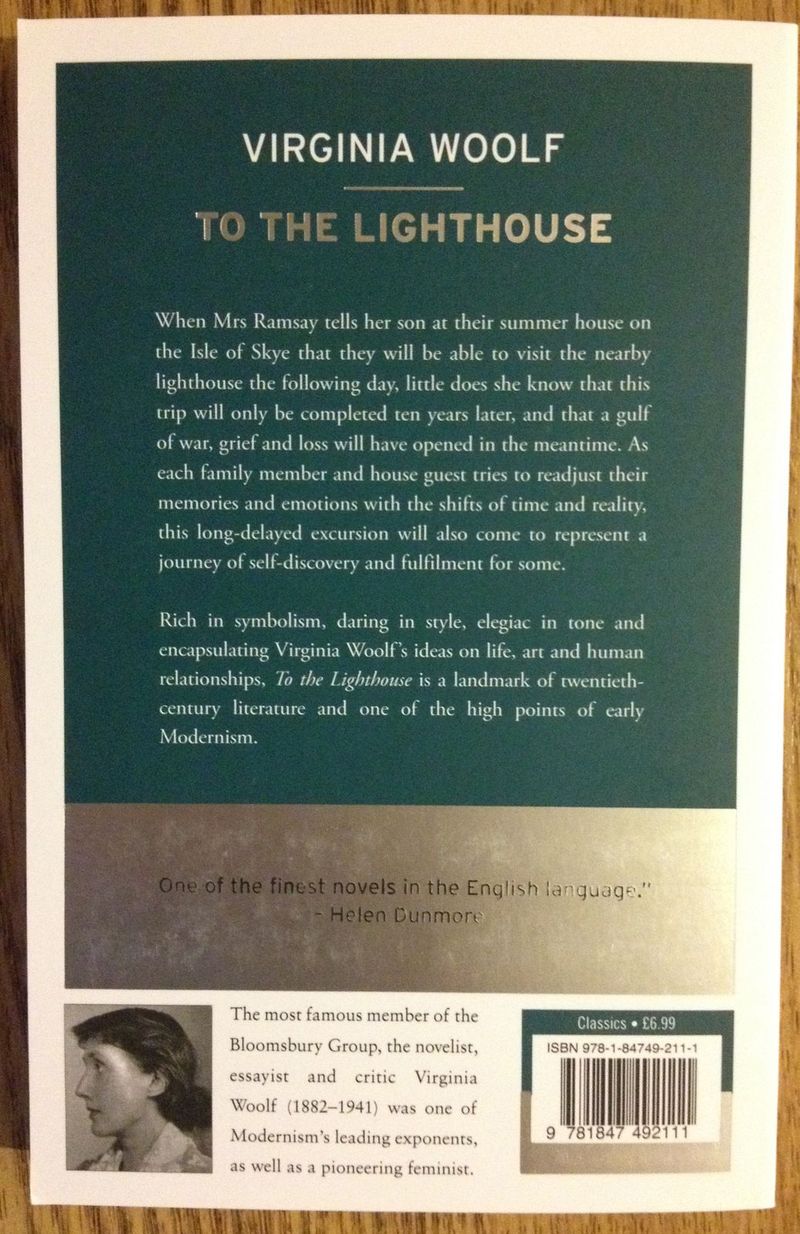 VIRGINIA WOOLF
TO THE LIGHTHOUSE
When Mrs Ramsay tells her son at their summer house on
the Isle of Skye that they will be able to visit the nearby
lighthouse the following day, little does she know that this
trip will only be completed ten years later, and that a gulf
of war, grief and loss will have opened in the meantime. As
each family member and house guest tries to readjust their
memories and emotions with the shifts of time and reality,
this long-delayed excursion will also come to represent a
journey of self-discovery and fulfilment for some.
Rich in symbolism, daring in style, elegiac in tone and
encapsulating Virginia Woolf's ideas on life, art and human
relationships, To the Lighthouse is a landmark of twentieth-
century literature and one of the high points of early
Modernism.
One of the finest novels in the English language."
– Helen Dunmore
The most famous member of the
Bloomsbury Group, the novelist,
essayist and critic Virginia
Woolf (1882–1941) was one of
Modernism's leading exponents,
as well as a pioneering feminist.
Classics • £6.99
ISBN 978-1-84749-211-1
9 781847 492111